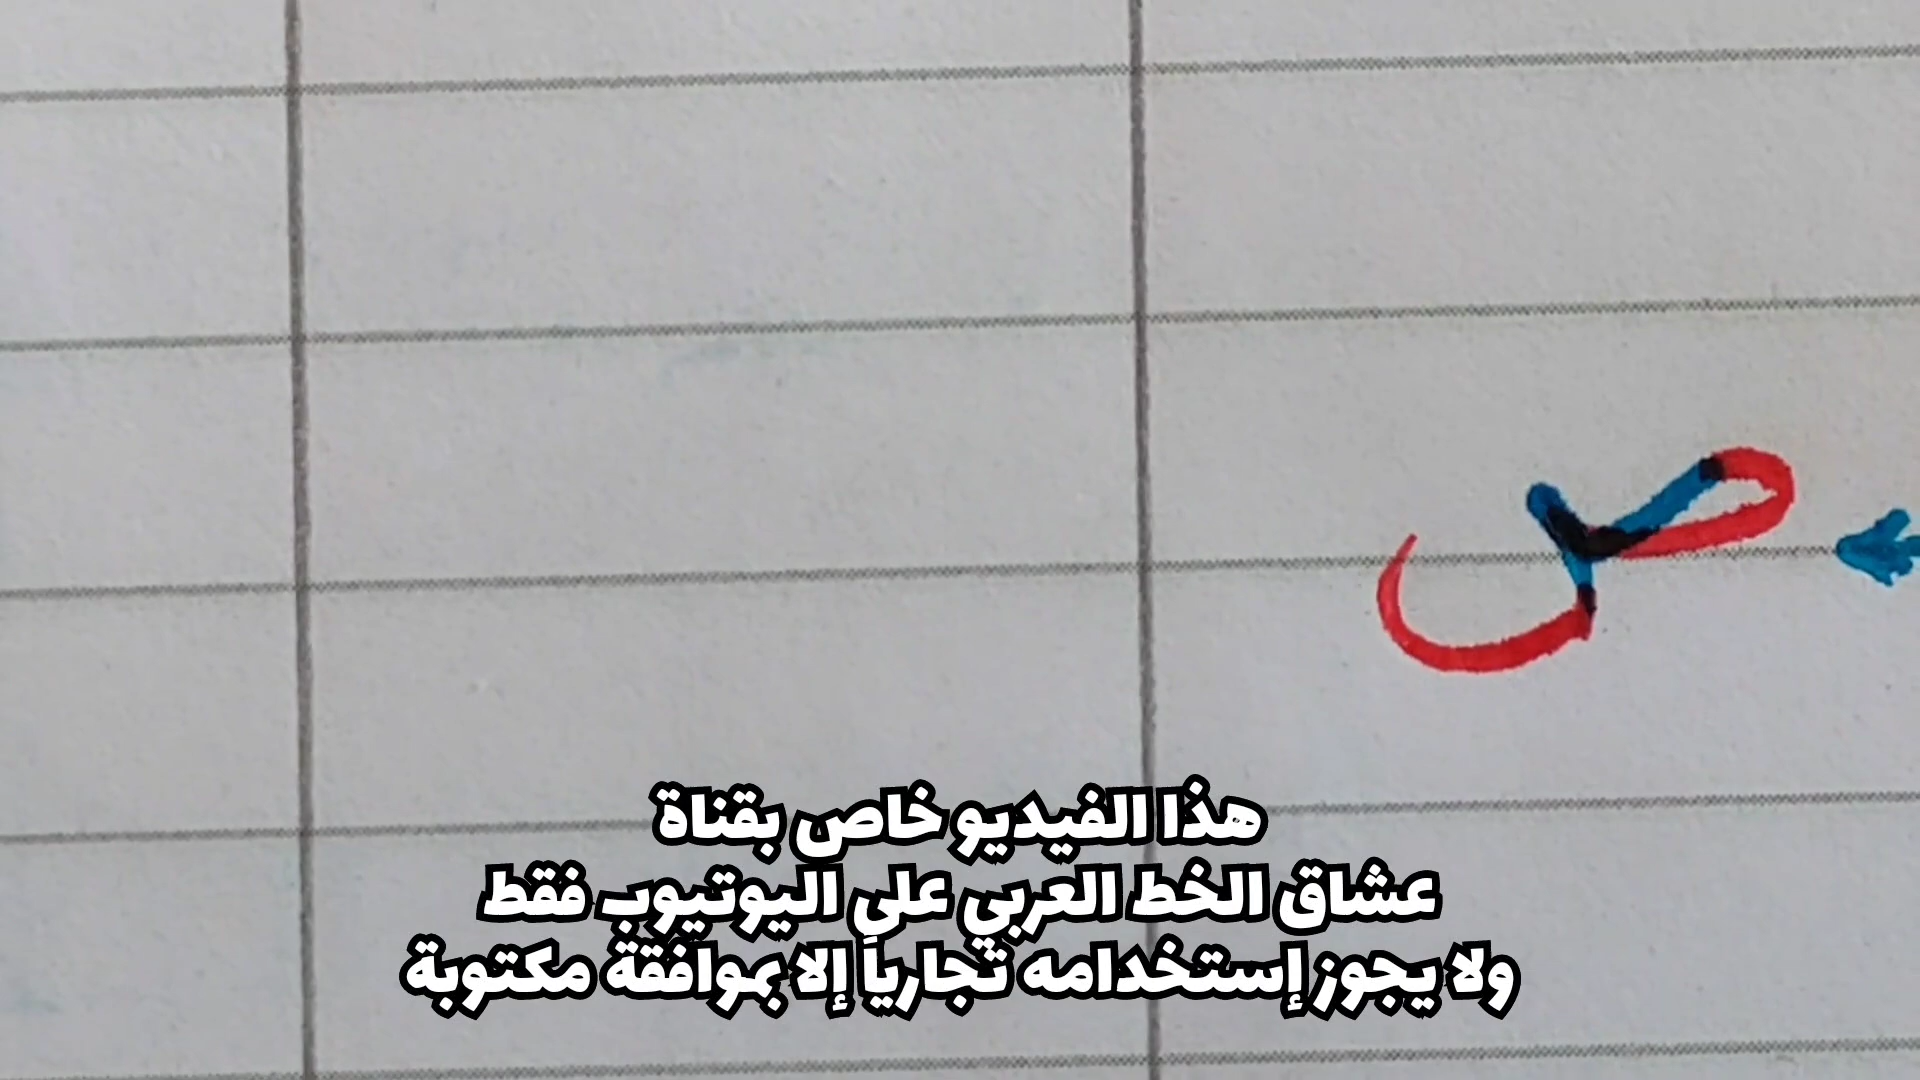 ص
هذا الفيديو خاص بقناة
عشاق الخط العربي على اليوتيوب فقط
ولا يجوز إستخدامه تجارياً إلا بموافقة مكتوبة